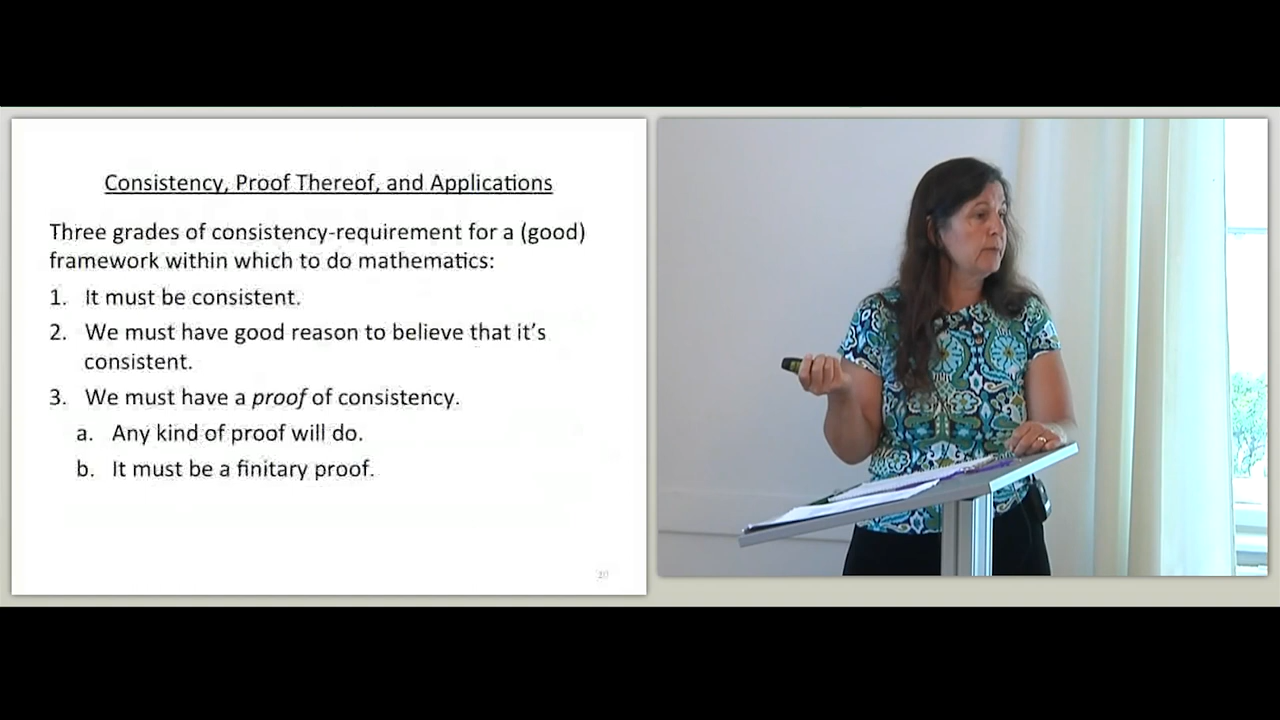 Consistency, Proof Thereof, and Applications
Three grades of consistency-requirement for a (good)
framework within which to do mathematics:
1. It must be consistent.
2. We must have good reason to believe that it's
consistent.
3. We must have a proof of consistency.
a. Any kind of proof will do.
b. It must be a finitary proof.
20